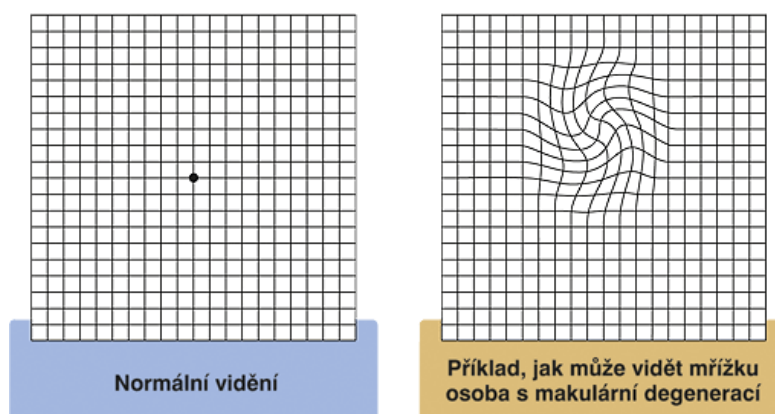 Normální vidění
Příklad, jak může vidět mřížku
osoba s makulární degenerací